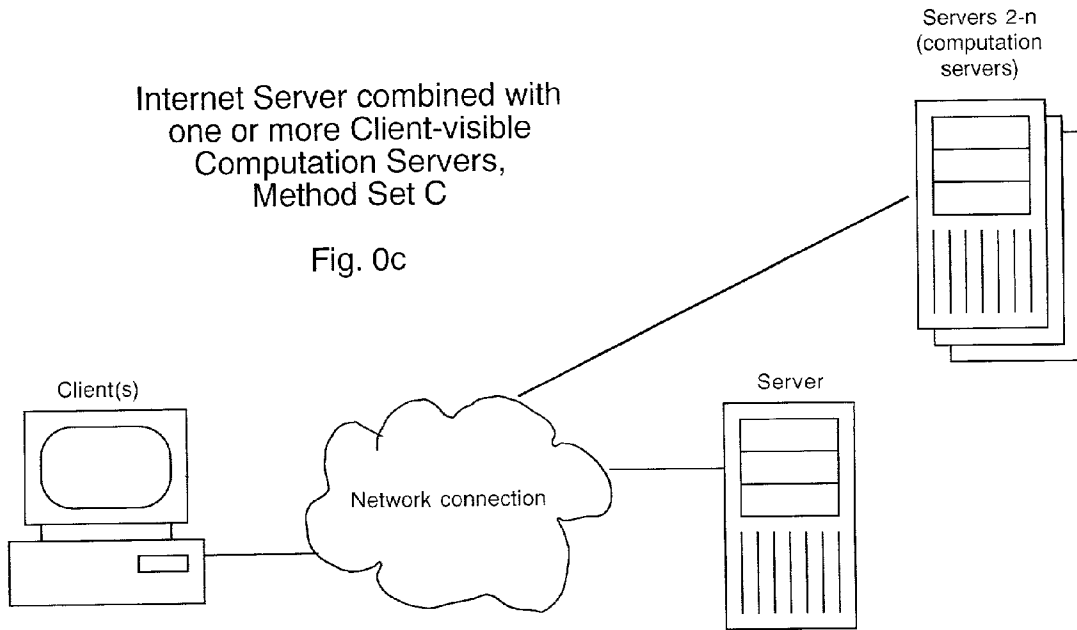 Servers 2-n
(computation
servers)
Internet Server combined with
one or more Client-visible
Computation Servers,
Method Set C
Fig. 0c
Client(s)
Server
Network connection